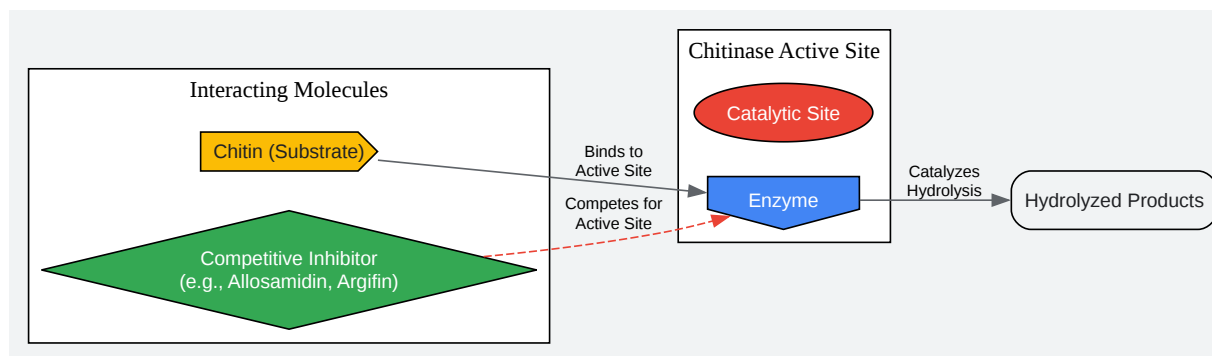 Interacting Molecules
Chitin (Substrate)
Competitive Inhibitor
(e.g., Allosamidin, Argifin)
Binds to
Active Site
Competes for
Active Site
Chitinase Active Site
Catalytic Site
Enzyme
Catalyzes
Hydrolysis
Hydrolyzed Products